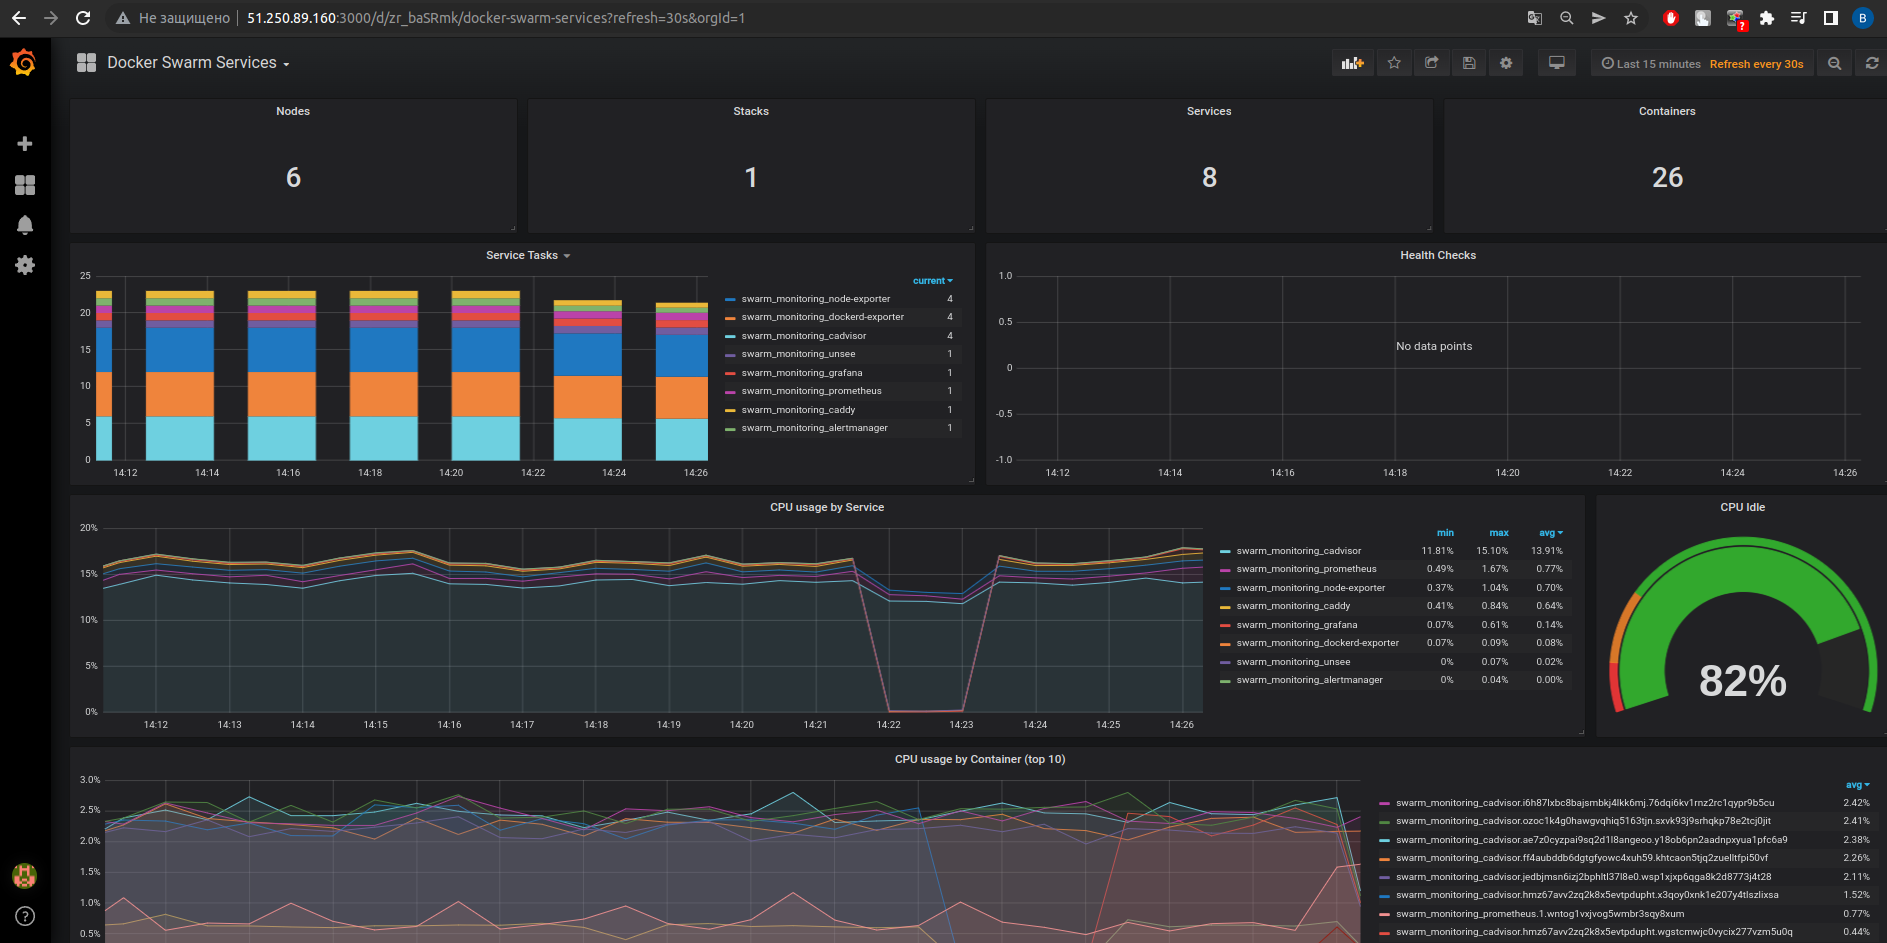 Не защищено | 51.250.89.160:3000/d/zr_baSRmk/docker-swarm-services?refresh=30s&orgId=1
?
B
Docker Swarm Services
Last 15 minutes Refresh every 30s
Nodes
6
Stacks
1
Services
8
Containers
26
Service Tasks
25
20
15
10
5
0
14:12 14:14 14:16 14:18 14:20 14:22 14:24 14:26
current
swarm_monitoring_node-exporter 4
swarm_monitoring_dockerd-exporter 4
swarm_monitoring_cadvisor 4
swarm_monitoring_unsee 1
swarm_monitoring_grafana 1
swarm_monitoring_prometheus 1
swarm_monitoring_caddy 1
swarm_monitoring_alertmanager 1
Health Checks
1.0
0.5
0
-0.5
-1.0
No data points
14:12 14:14 14:16 14:18 14:20 14:22 14:24 14:26
CPU usage by Service
20%
15%
10%
5%
0%
14:12 14:13 14:14 14:15 14:16 14:17 14:18 14:19 14:20 14:21 14:22 14:23 14:24 14:25 14:26
min max avg
swarm_monitoring_cadvisor 11.81% 15.10% 13.91%
swarm_monitoring_prometheus 0.49% 1.67% 0.77%
swarm_monitoring_node-exporter 0.37% 1.04% 0.70%
swarm_monitoring_caddy 0.41% 0.84% 0.64%
swarm_monitoring_grafana 0.07% 0.61% 0.14%
swarm_monitoring_dockerd-exporter 0.07% 0.09% 0.08%
swarm_monitoring_unsee 0% 0.07% 0.02%
swarm_monitoring_alertmanager 0% 0.04% 0.00%
CPU Idle
82%
CPU usage by Container (top 10)
3.0%
2.5%
2.0%
1.5%
1.0%
0.5%
avg
swarm_monitoring_cadvisor.i6h87lxbc8bajsmbkj4lkk6mj.76dqi6kv1rnz2rc1qypr9b5cu 2.42%
swarm_monitoring_cadvisor.ozoc1k4g0hawgvqhiq5163tjn.sxvk93j9srhqkp78e2tcj0jit 2.41%
swarm_monitoring_cadvisor.ae7z0cyzpai9sq2d1l8angeoo.y18ob6pn2aadnpxyua1pfc6a9 2.38%
swarm_monitoring_cadvisor.ff4aubddb6dgtgfyowc4xuh59.khtcaon5tjq2zuelltfpi50vf 2.26%
swarm_monitoring_cadvisor.jedbjmsn6izj2bphltl37l8e0.wsp1xjxp6qga8k2d8773j4t28 2.11%
swarm_monitoring_cadvisor.hmz67avv2zq2k8x5evtpdupht.x3qoy0xnk1e207y4tlszlixsa 1.52%
swarm_monitoring_prometheus.1.wntog1vxjvog5wmbr3sqy8xum 0.77%
swarm_monitoring_cadvisor.hmz67avv2zq2k8x5evtpdupht.wgstcmwjc0vycix277vzm5u0q 0.44%
?